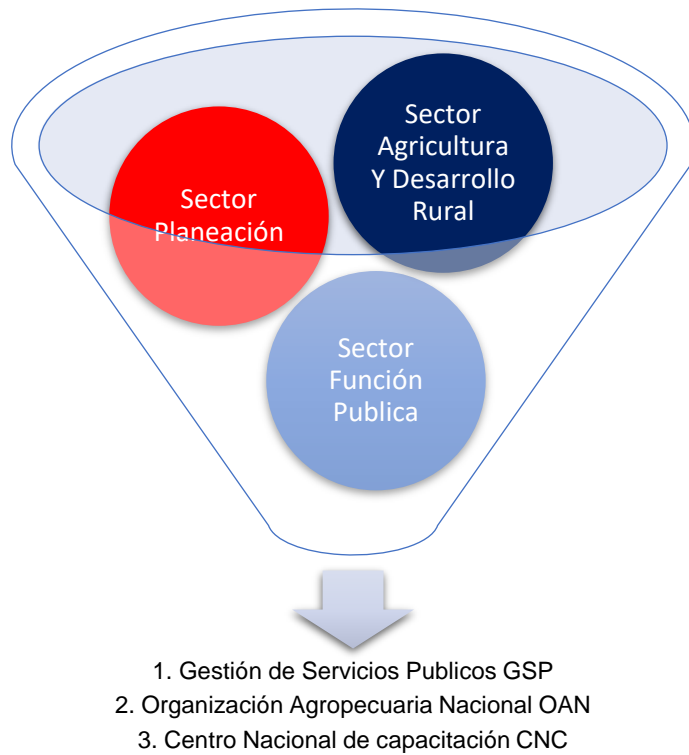 Sector
Agricultura
Y Desarrollo
Rural
Sector
Planeación
Sector
Función
Publica
1. Gestión de Servicios Publicos GSP
2. Organización Agropecuaria Nacional OAN
3. Centro Nacional de capacitación CNC